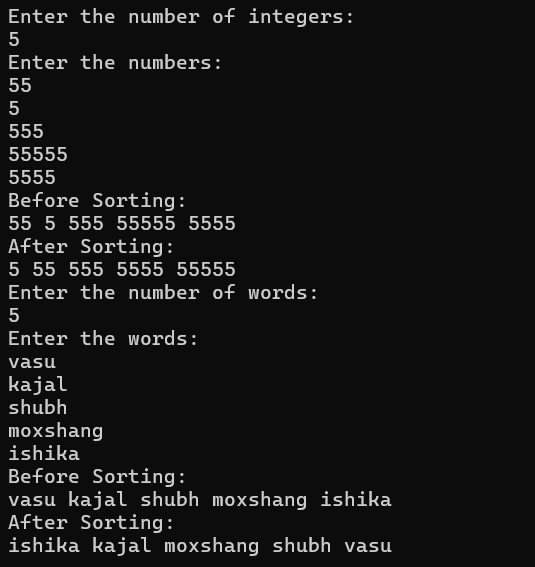 Enter the number of integers:
5
Enter the numbers:
55
5
555
55555
5555
Before Sorting:
55 5 555 55555 5555
After Sorting:
5 55 555 5555 55555
Enter the number of words:
5
Enter the words:
vasu
kajal
shubh
moxshang
ishika
Before Sorting:
vasu kajal shubh moxshang ishika
After Sorting:
ishika kajal moxshang shubh vasu